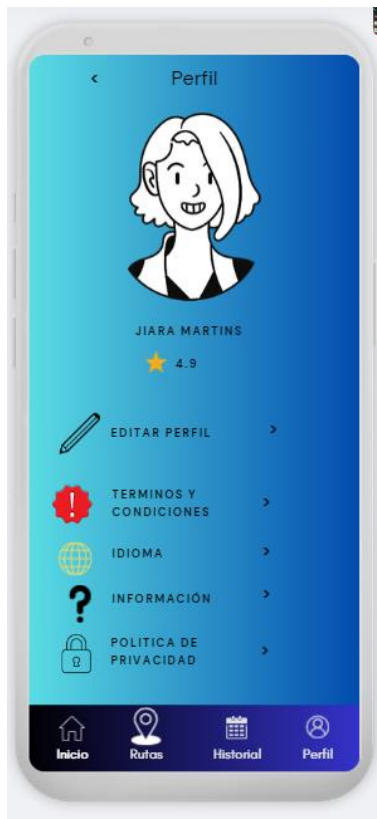 Perfil
JIARA MARTINS
4.9
EDITAR PERFIL
TERMINOS Y
CONDICIONES
IDIOMA
INFORMACIÓN
POLITICA DE
PRIVACIDAD
Inicio Rutas Historial Perfil